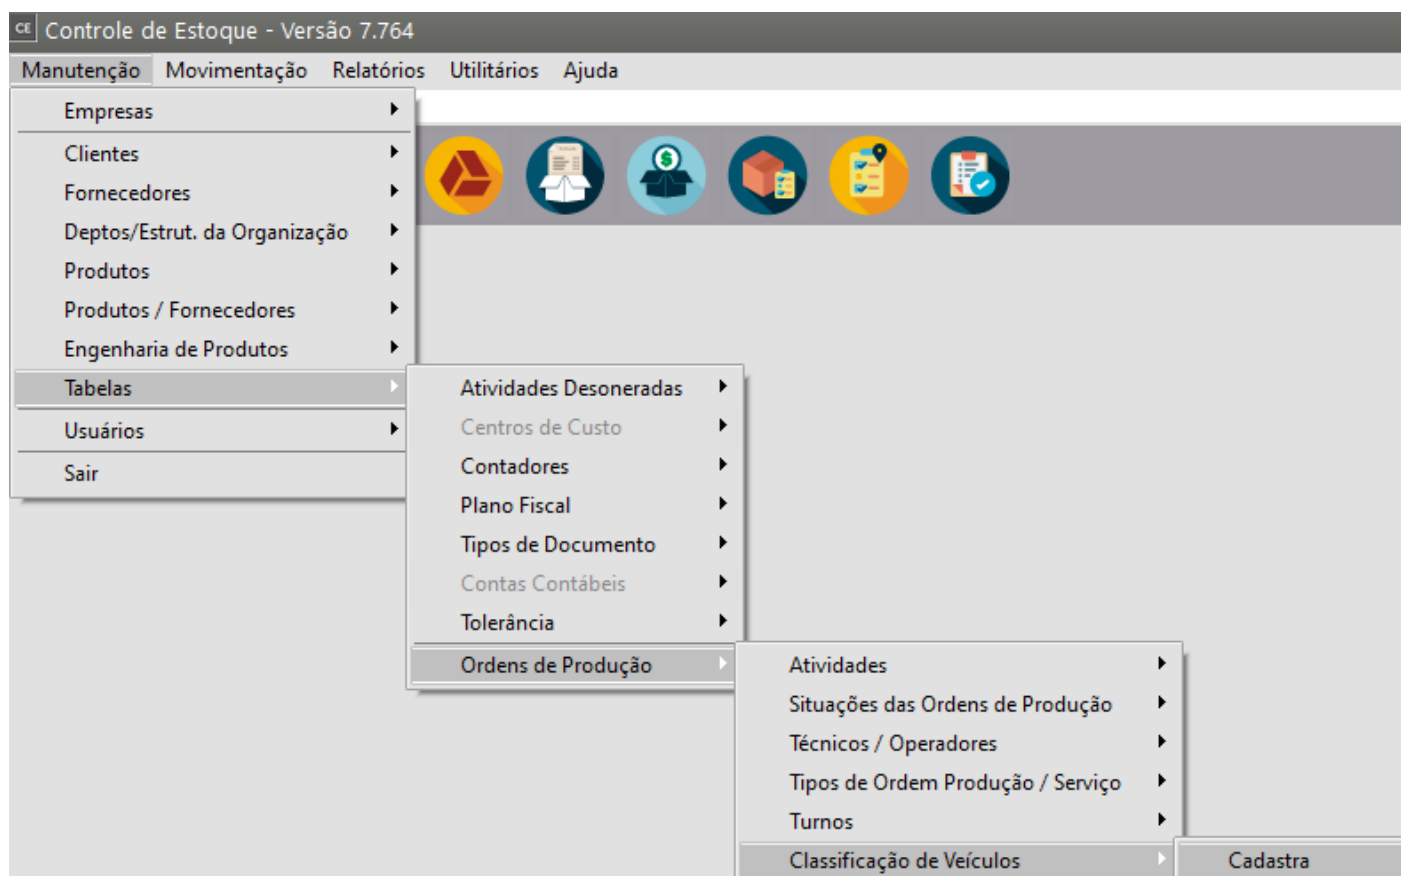 CE Controle de Estoque - Versão 7.764
Manutenção Movimentação Relatórios Utilitários Ajuda
Empresas
Clientes
Fornecedores
Deptos/Estrut. da Organização
Produtos
Produtos / Fornecedores
Engenharia de Produtos
Tabelas
Usuários
Sair
Atividades Desoneradas
Centros de Custo
Contadores
Plano Fiscal
Tipos de Documento
Contas Contábeis
Tolerância
Ordens de Produção
Atividades
Situações das Ordens de Produção
Técnicos / Operadores
Tipos de Ordem Produção / Serviço
Turnos
Classificação de Veículos
Cadastra